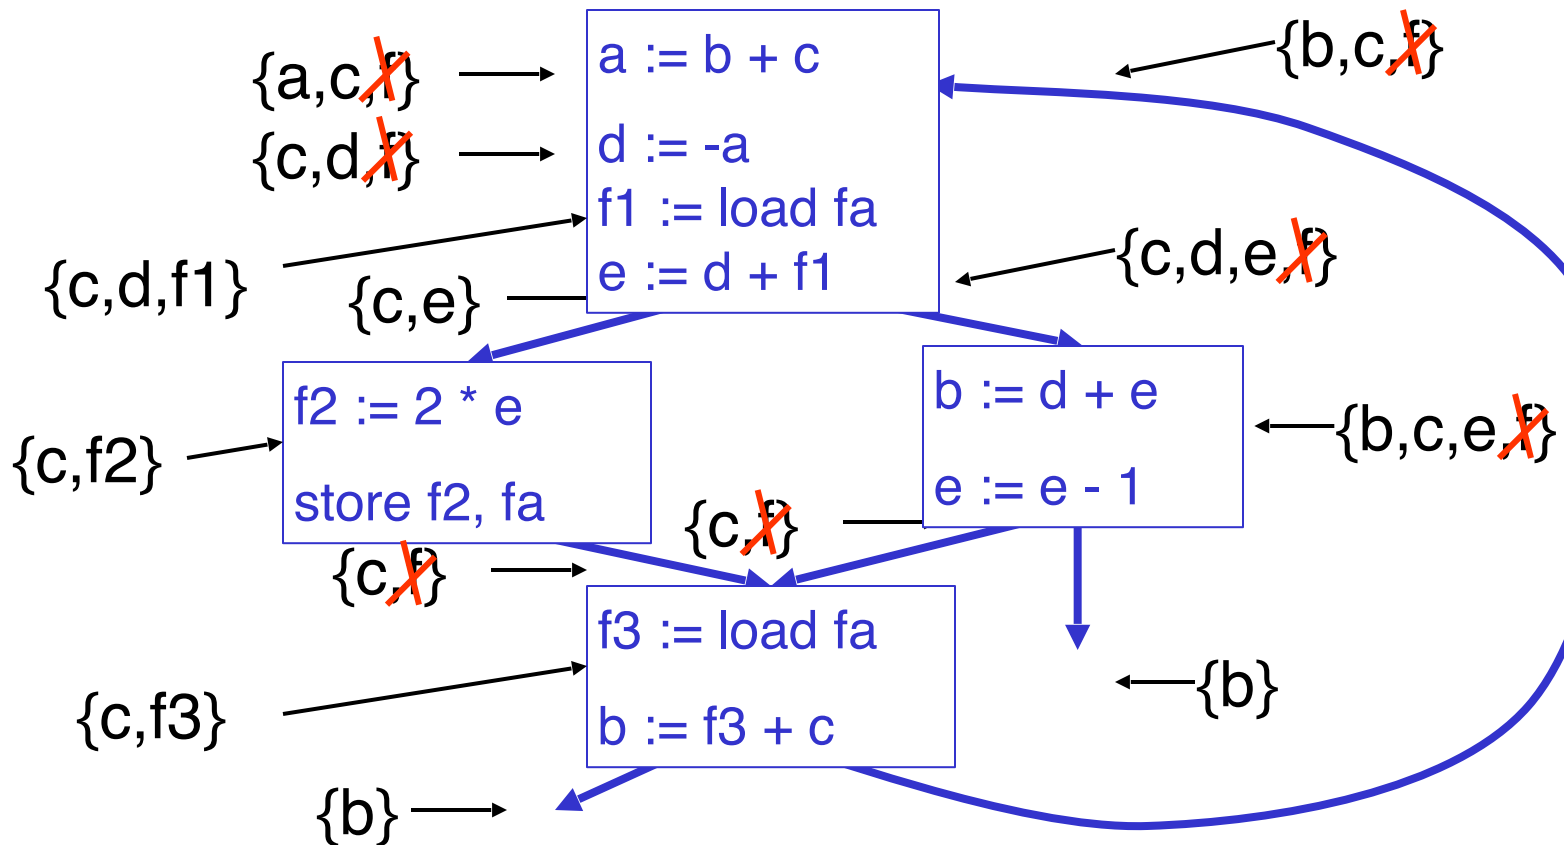 {a,c,f}
a := b + c
{b,c,f}
{c,d,f}
d := -a
f1 := load fa
{c,d,f1}
{c,e}
e := d + f1
{c,d,e,f}
f2 := 2 * e
b := d + e
{c,f2}
{b,c,e,f}
store f2, fa
{c,f}
e := e - 1
{c,f}
f3 := load fa
{c,f3}
b := f3 + c
{b}
{b}